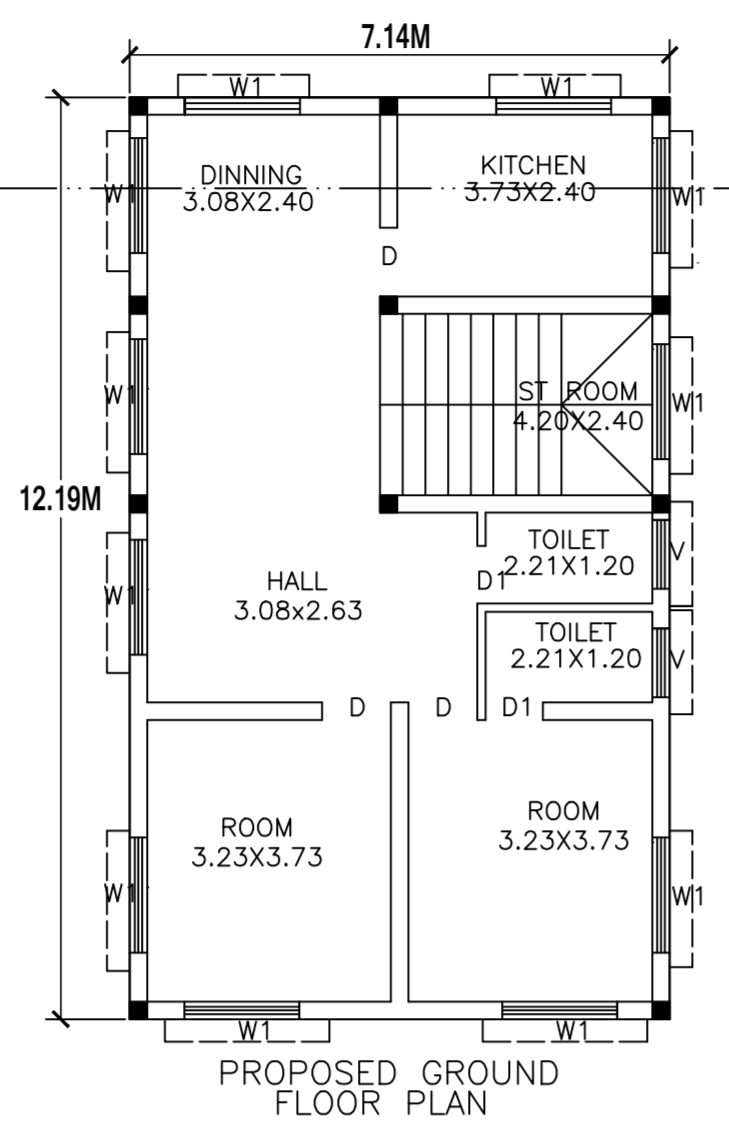 7.14M
W1
W1
DINNING
3.08X2.40
KITCHEN
3.73X2.40
W1
W1
D
12.19M
W1
ST ROOM
4.20X2.40
W1
W1
HALL
3.08x2.63
D1
TOILET
2.21X1.20
V
TOILET
2.21X1.20
V
D
D
D1
ROOM
3.23X3.73
ROOM
3.23X3.73
W1
W1
W1
W1
PROPOSED GROUND
FLOOR PLAN